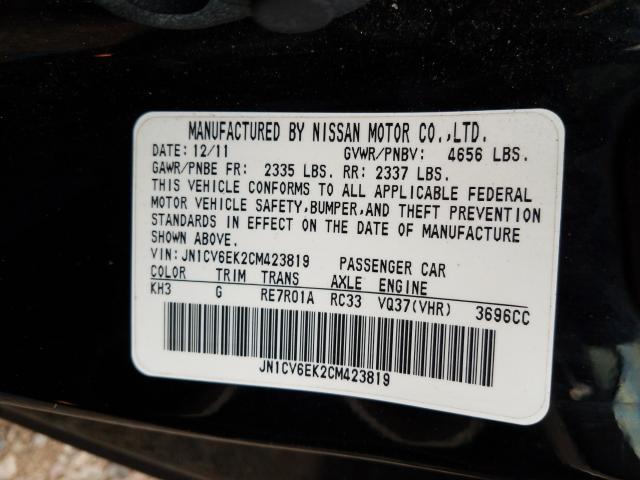 MANUFACTURED BY NISSAN MOTOR CO.,LTD.
DATE: 12/11 GVWR/PNBV: 4656 LBS.
GAWR/PNBE FR: 2335 LBS. RR: 2337 LBS.
THIS VEHICLE CONFORMS TO ALL APPLICABLE FEDERAL
MOTOR VEHICLE SAFETY,BUMPER,AND THEFT PREVENTION
STANDARDS IN EFFECT ON THE DATE OF MANUFACTURE
SHOWN ABOVE.
VIN: JN1CV6EK2CM423819 PASSENGER CAR
COLOR TRIM TRANS AXLE ENGINE
KH3 G RE7R01A RC33 VQ37(VHR) 3696CC
JN1CV6EK2CM423819